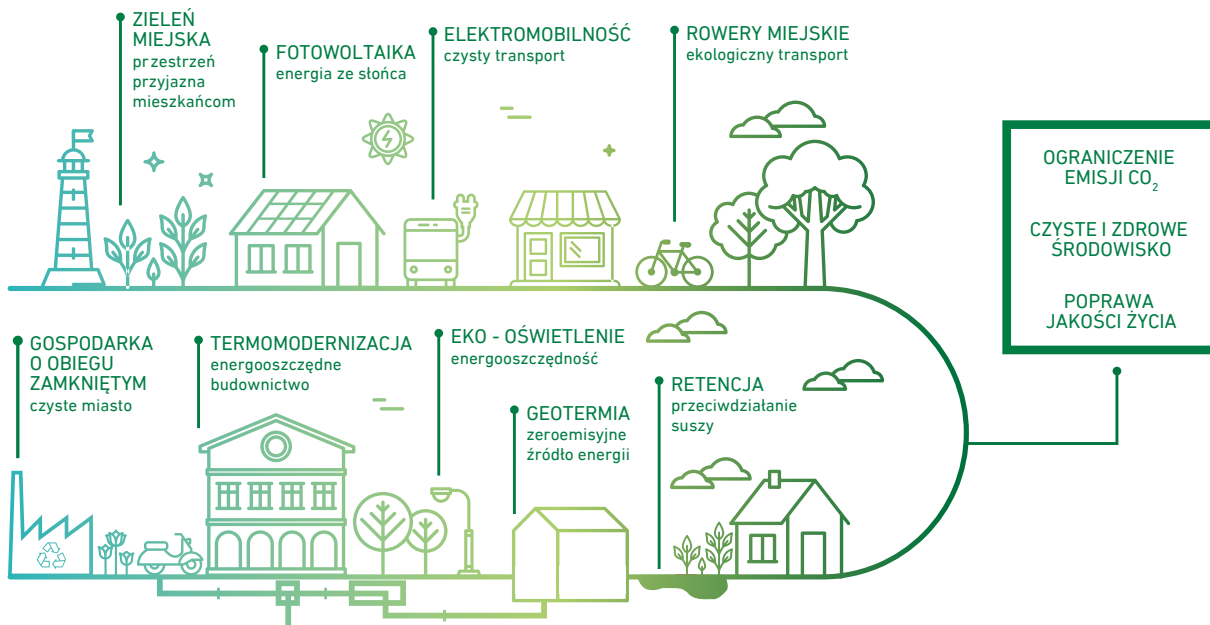 ZIELEŃ
MIEJSKA
przestrzeń
przyjazna
mieszkańcom
FOTOWOLTAIKA
energia ze słońca
ELEKTROMOBILNOŚĆ
czysty transport
ROWERY MIEJSKIE
ekologiczny transport
OGRANICZENIE
EMISJI CO₂
CZYSTE I ZDROWE
ŚRODOWISKO
POPRAWA
JAKOŚCI ŻYCIA
GOSPODARKA
O OBIEGU
ZAMKNIĘTYM
czyste miasto
TERMOMODERNIZACJA
energooszczędne
budownictwo
EKO - OŚWIETLENIE
energooszczędność
GEOTERMIA
zeroemisyjne
źródło energii
RETENCJA
przeciwdziałanie
suszy